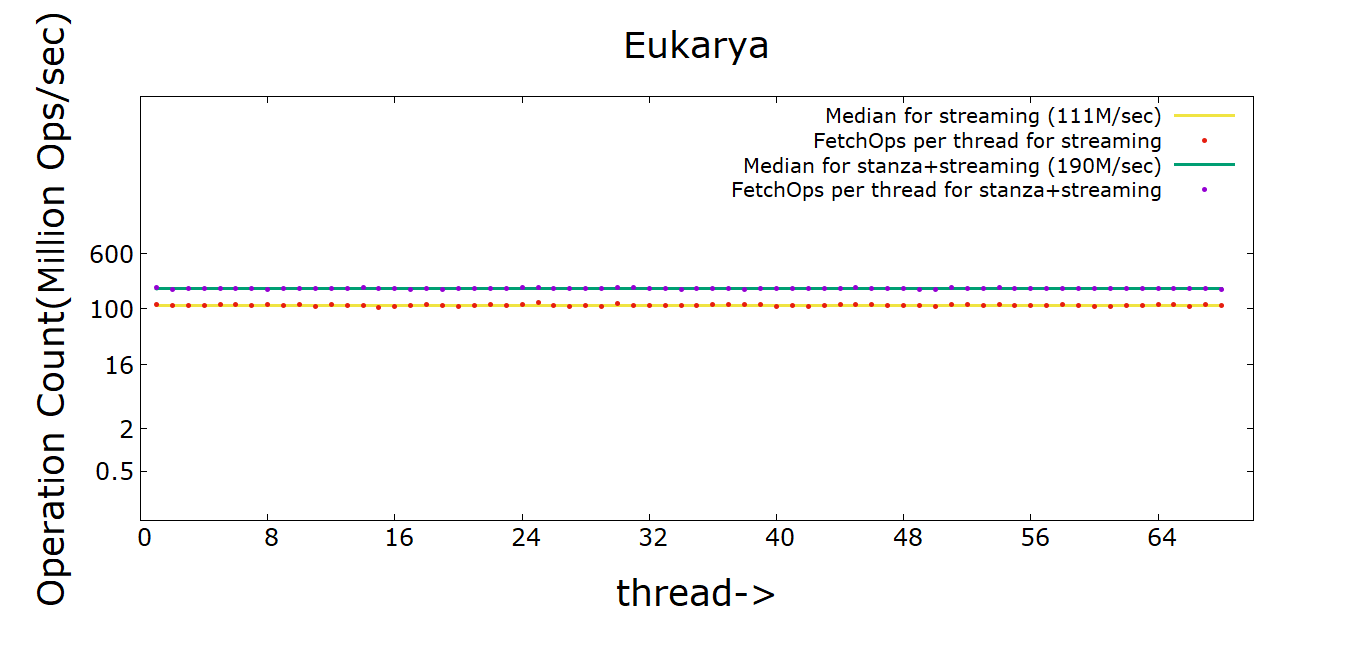 Eukarya
Operation Count(Million Ops/sec)
Median for streaming (111M/sec)
FetchOps per thread for streaming
Median for stanza+streaming (190M/sec)
FetchOps per thread for stanza+streaming
600
100
16
2
0.5
0 8 16 24 32 40 48 56 64
thread->